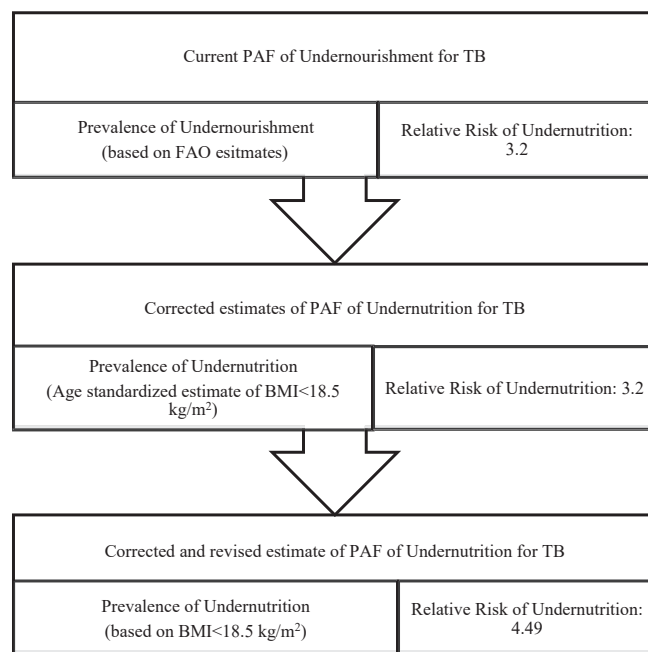 Current PAF of Undernourishment for TB
Prevalence of Undernourishment
(based on FAO esitmates)
Relative Risk of Undernutrition:
3.2
Corrected estimates of PAF of Undernutrition for TB
Prevalence of Undernutrition
(Age standardized estimate of BMI<18.5
kg/m²)
Relative Risk of Undernutrition: 3.2
Corrected and revised estimate of PAF of Undernutrition for TB
Prevalence of Undernutrition
(based on BMI<18.5 kg/m²)
Relative Risk of Undernutrition:
4.49